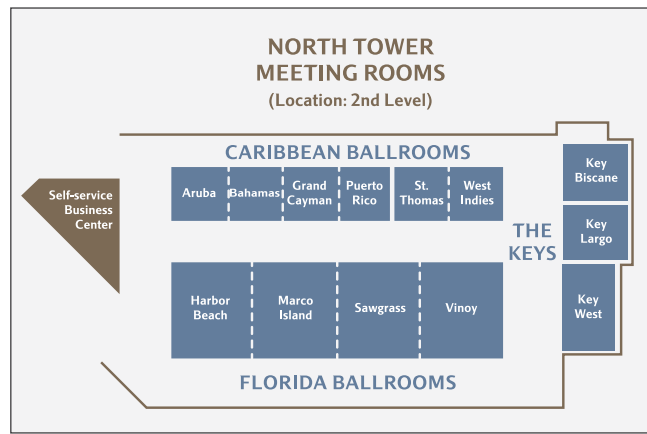 NORTH TOWER
MEETING ROOMS
(Location: 2nd Level)
CARIBBEAN BALLROOMS
Aruba
Bahamas
Grand
Cayman
Puerto
Rico
St.
Thomas
West
Indies
Key
Biscane
Self-service
Business
Center
THE
KEYS
Key
Largo
Harbor
Beach
Marco
Island
Sawgrass
Vinoy
Key
West
FLORIDA BALLROOMS